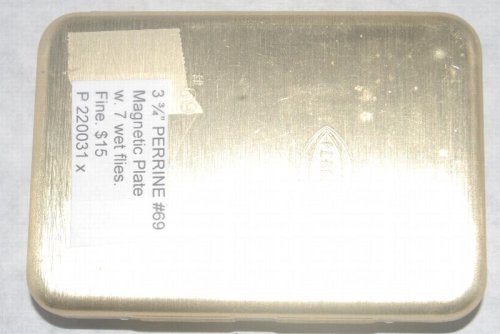 3 ¾" PERRINE #69
Magnetic Plate
w. 7 wet flies.
Fine. $15
P 220031 x